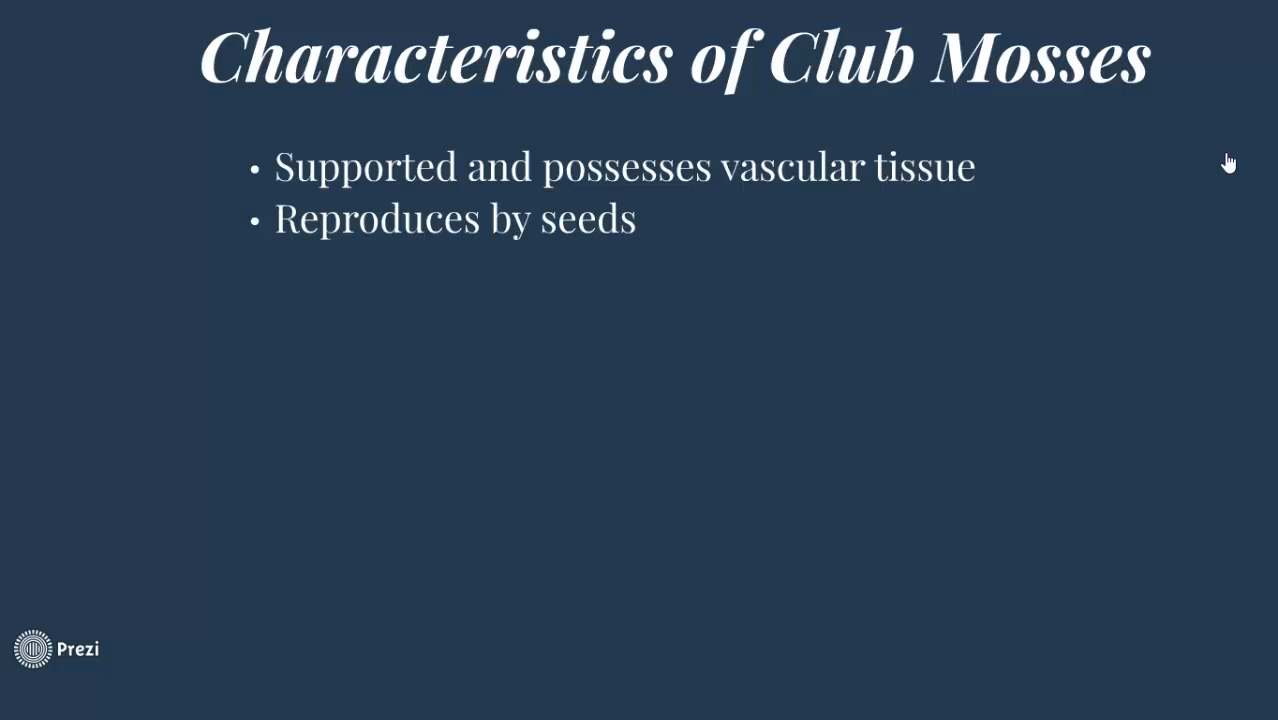 Characteristics of Club Mosses
• Supported and possesses vascular tissue
• Reproduces by seeds
Prezi